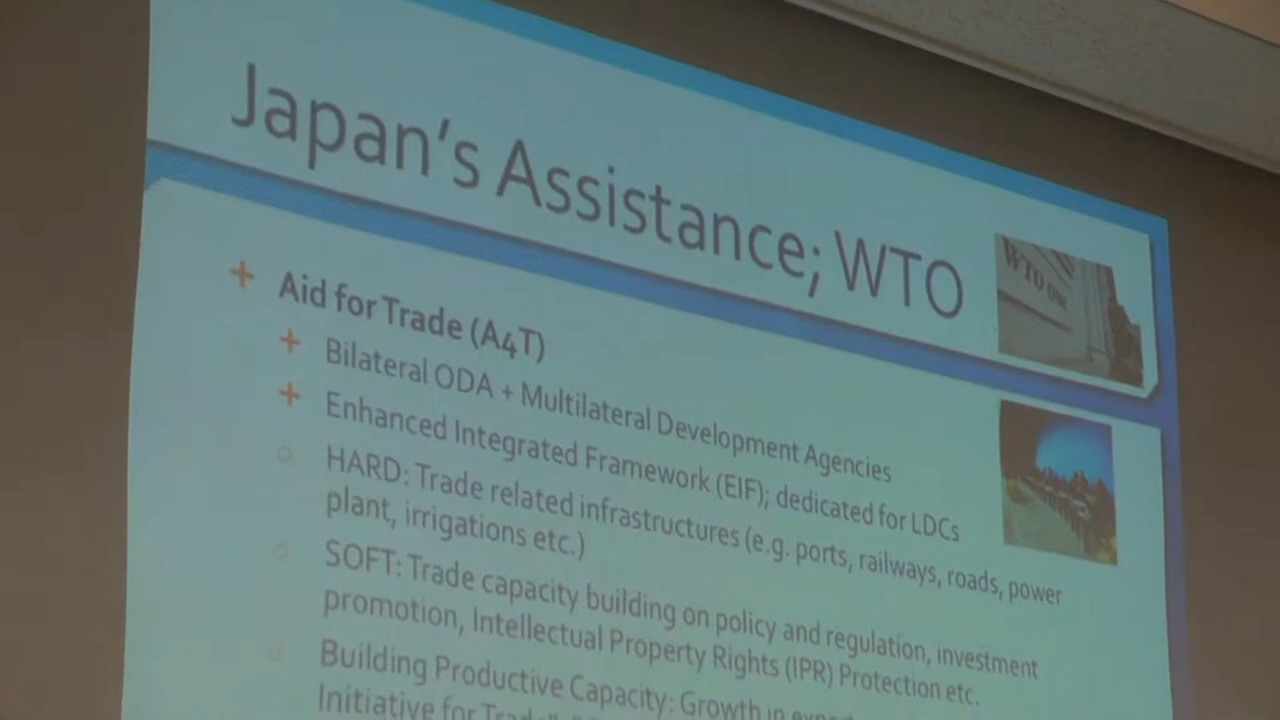 Japan's Assistance; WTO
WTO OMC
Aid for Trade (A4T)
Bilateral ODA + Multilateral Development Agencies
Enhanced Integrated Framework (EIF); dedicated for LDCs
HARD: Trade related infrastructures (e.g. ports, railways, roads, power
plant, irrigations etc.)
SOFT: Trade capacity building on policy and regulation, investment
promotion, Intellectual Property Rights (IPR) Protection etc.
Building Productive Capacity: Growth in
Initiative for